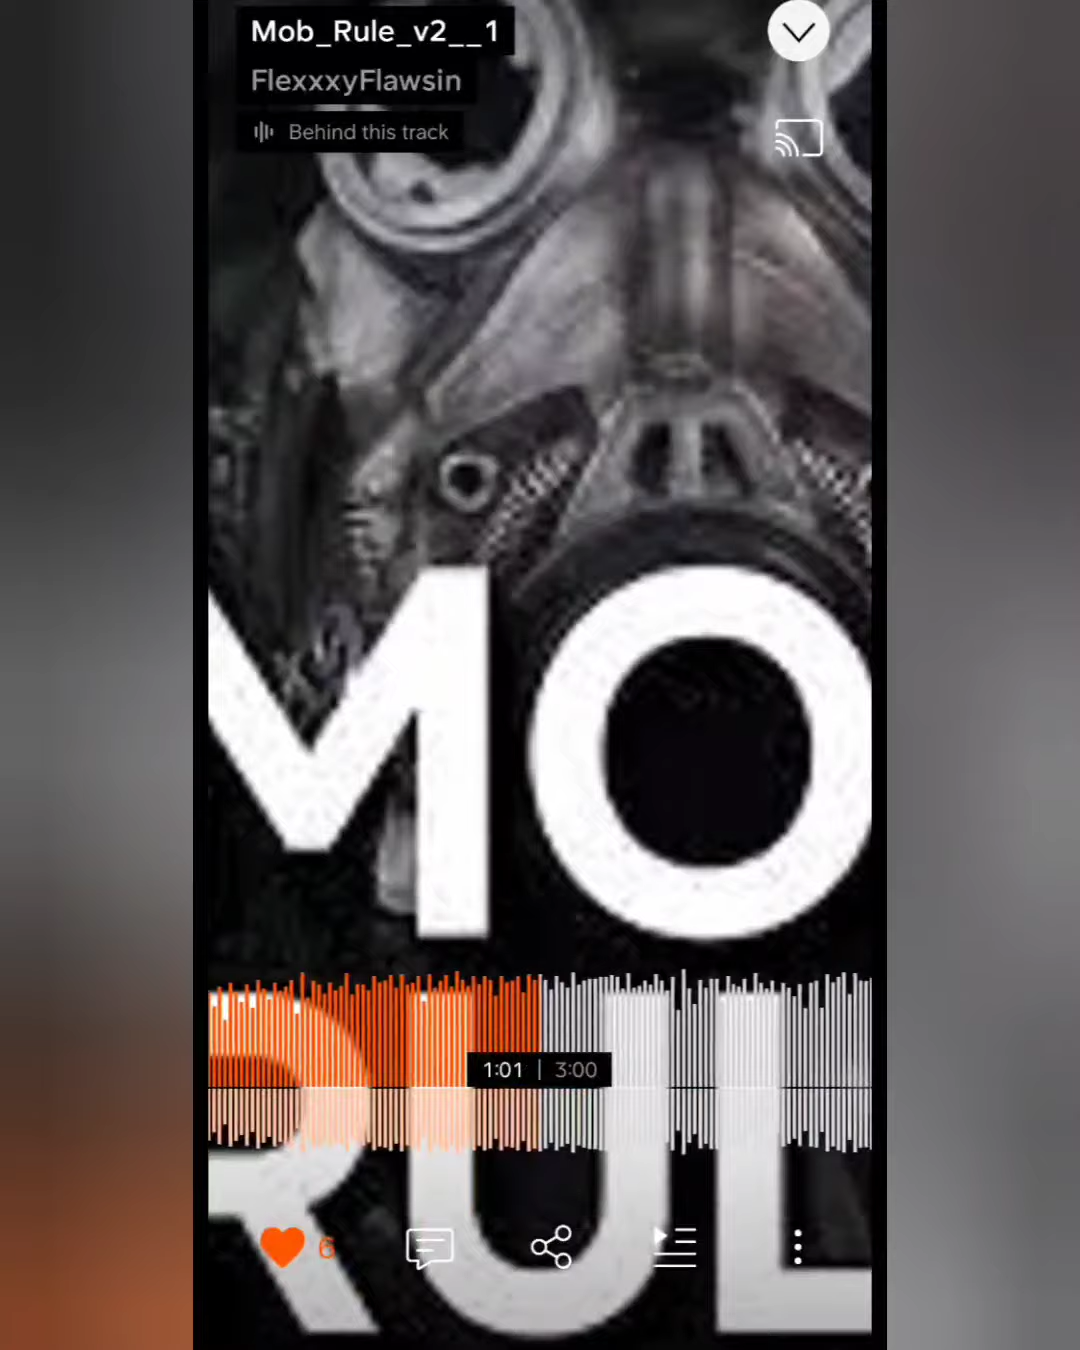 Mob_Rule_v2__1
FlexxxyFlawsin
Behind this track
MO
1:01 | 3:00
RUL
6